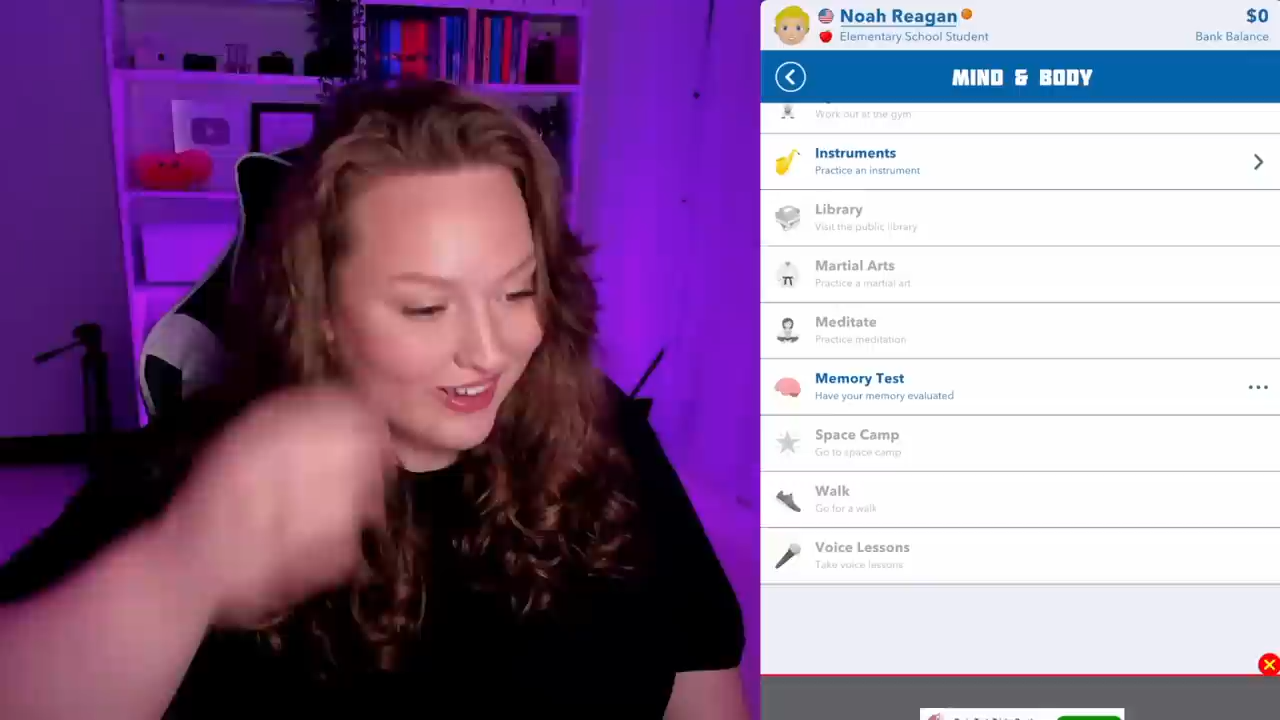 Noah Reagan
$0
Elementary School Student
Bank Balance
MIND & BODY
Work out at the gym
Instruments
Practice an instrument
Library
Visit the public library
Martial Arts
Practice a martial art
Meditate
Practice meditation
Memory Test
Have your memory evaluated
Space Camp
Go to space camp
Walk
Go for a walk
Voice Lessons
Take voice lessons